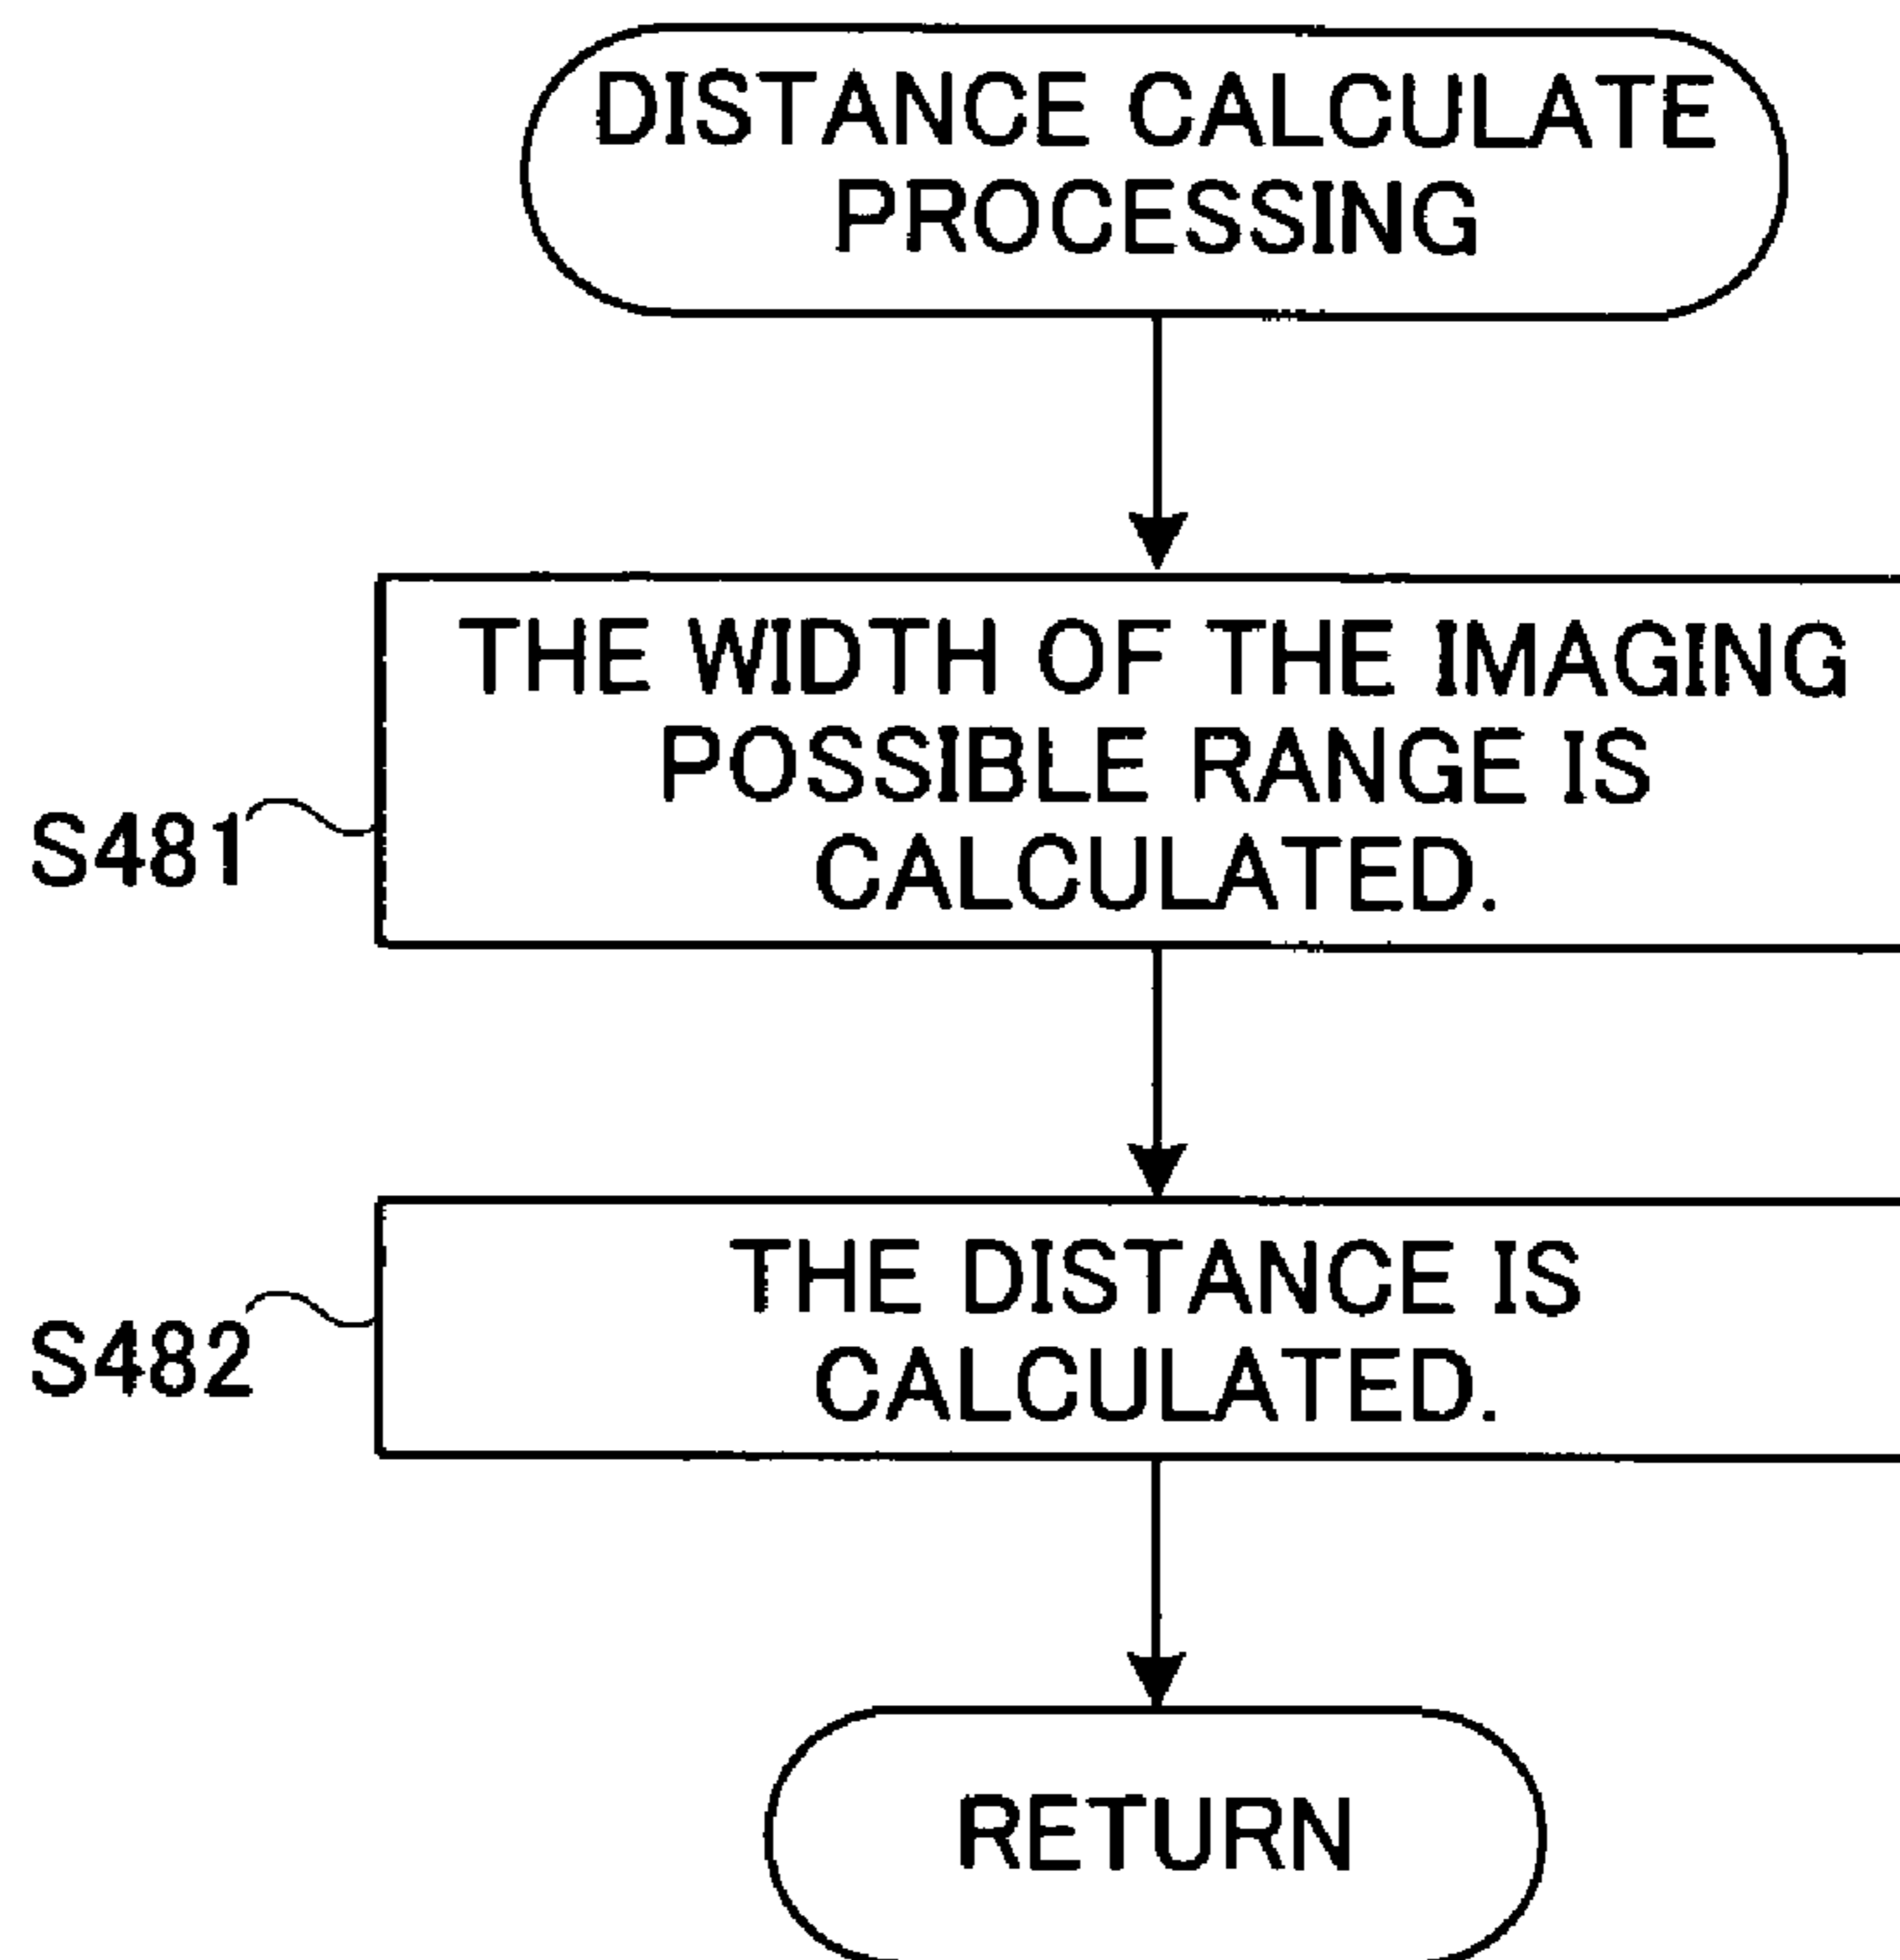 DISTANCE CALCULATE
PROCESSING
THE WIDTH OF THE IMAGING
POSSIBLE RANGE IS
CALCULATED.
S481
THE DISTANCE IS
CALCULATED.
S482
RETURN